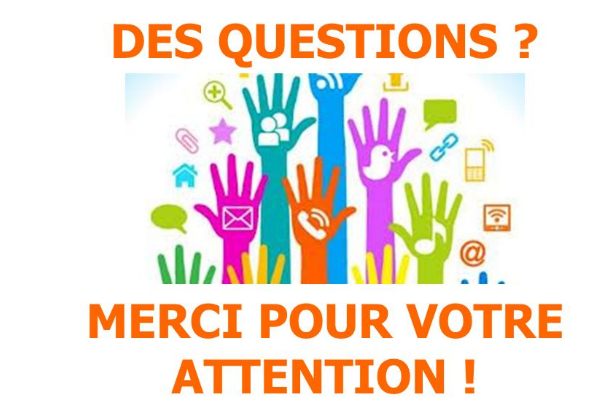 DES QUESTIONS ?
MERCI POUR VOTRE
ATTENTION !